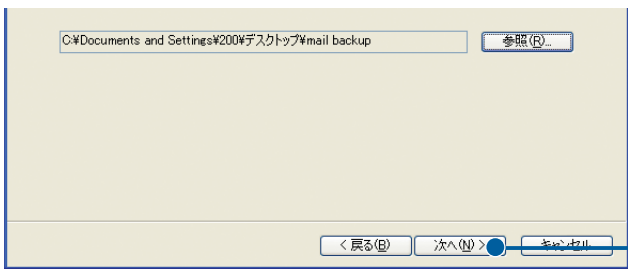 C:¥Documents and Settings¥200¥デスクトップ¥mail backup
参照(R)...
< 戻る(B)
次へ(N) >
キャンセル